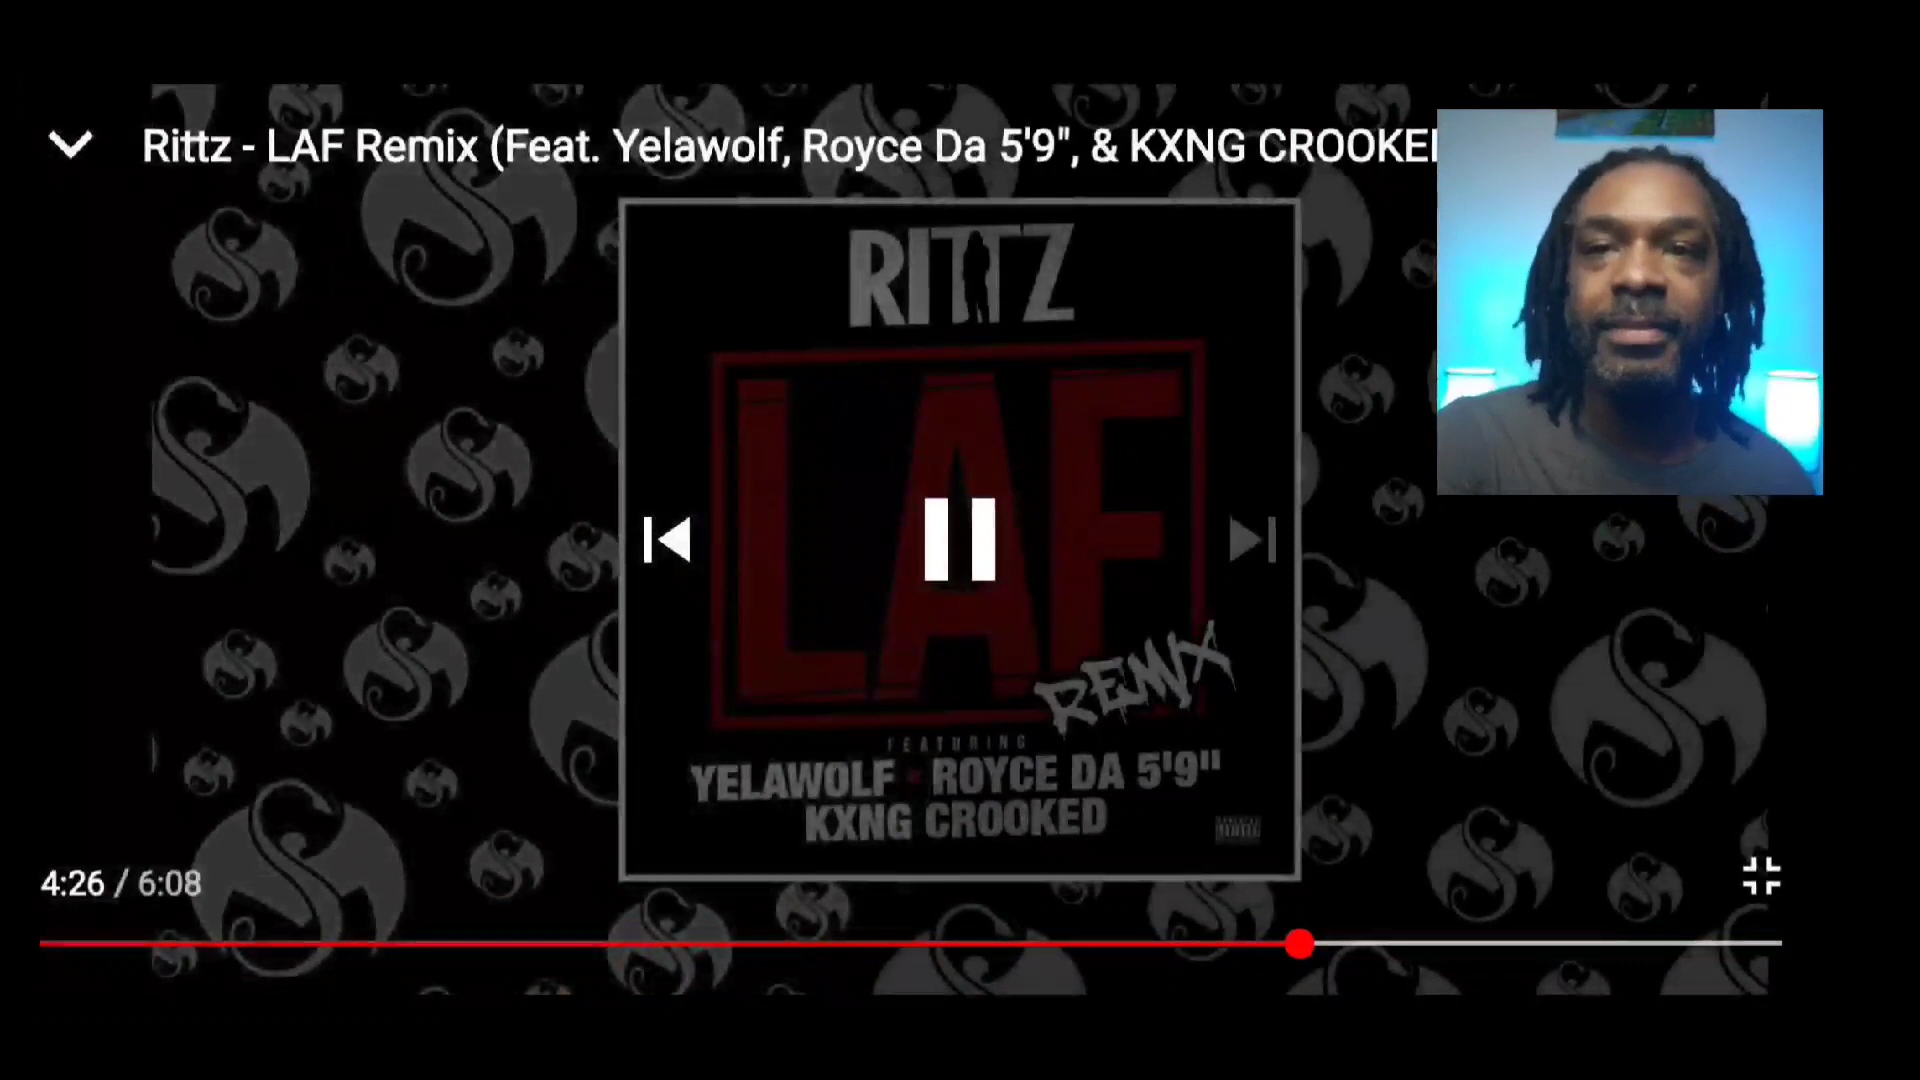 Rittz - LAF Remix (Feat. Yelawolf, Royce Da 5'9", & KXNG CROOKE
RITTZ
LAF
REMIX
FEATURING
YELAWOLF • ROYCE DA 5'9"
KXNG CROOKED
4:26 / 6:08